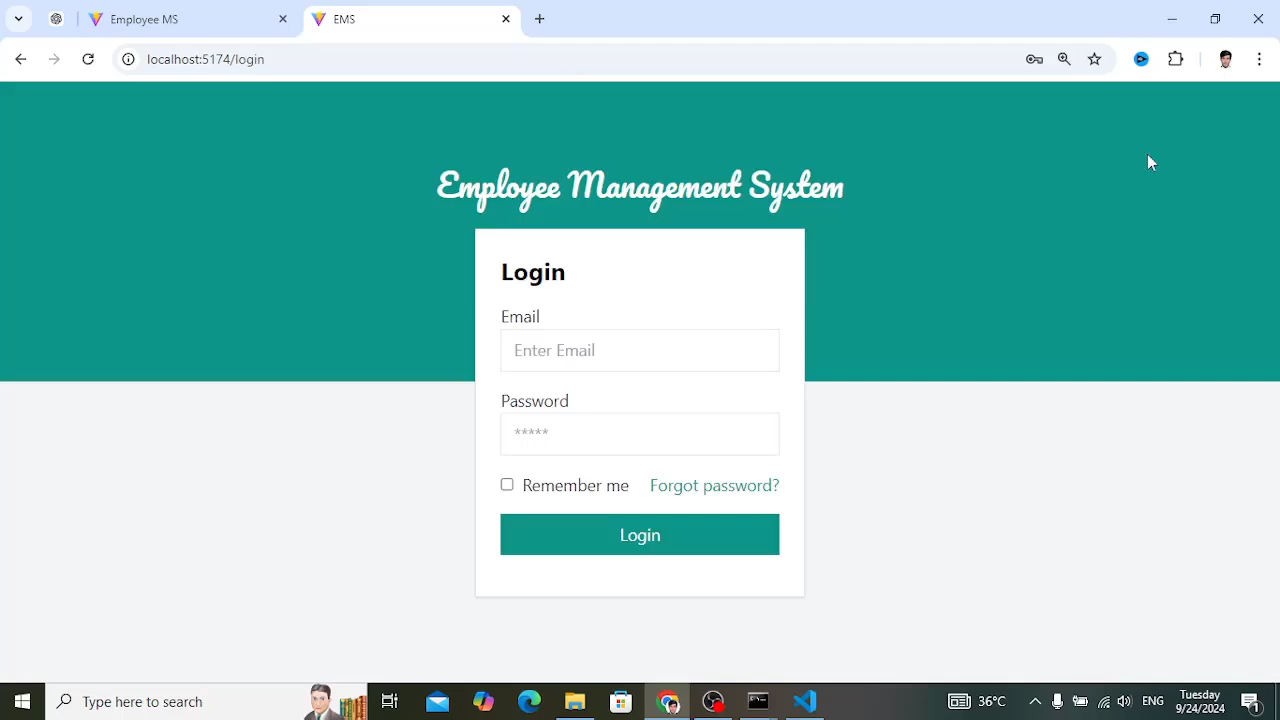 Employee MS
EMS
localhost:5174/login
Employee Management System
Login
Email
Enter Email
Password
*****
Remember me Forgot password?
Login
Type here to search
36°C
ENG
Tuesday
9/24/2024
1